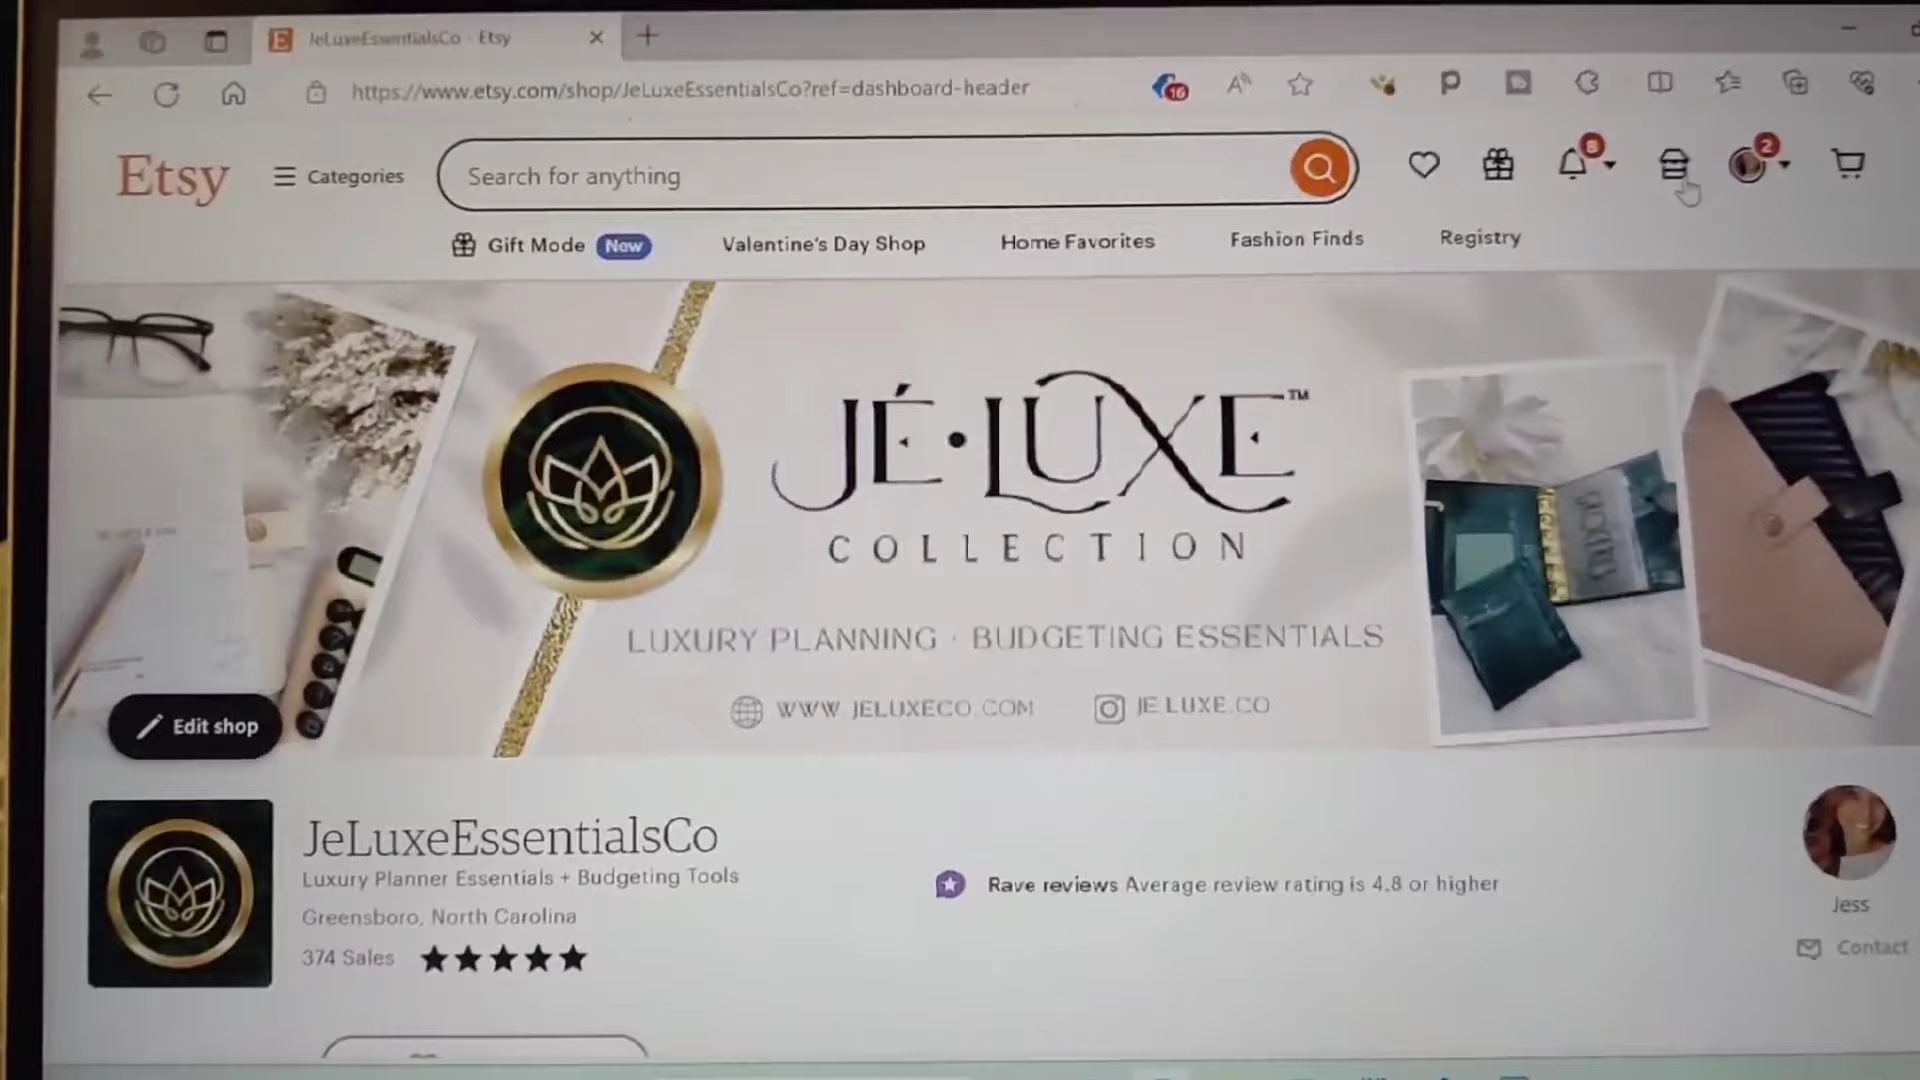 JeLuxeEssentialsCo - Etsy
https://www.etsy.com/shop/JeLuxeEssentialsCo?ref=dashboard-header
16
Etsy
Categories
Search for anything
8
2
Gift Mode New
Valentine's Day Shop
Home Favorites
Fashion Finds
Registry
JÉ·LUXE™
COLLECTION
LUXURY PLANNING · BUDGETING ESSENTIALS
WWW.JELUXECO.COM
JE.LUXE.CO
Edit shop
JeLuxeEssentialsCo
Luxury Planner Essentials + Budgeting Tools
Greensboro, North Carolina
374 Sales
Rave reviews Average review rating is 4.8 or higher
Jess
Contact